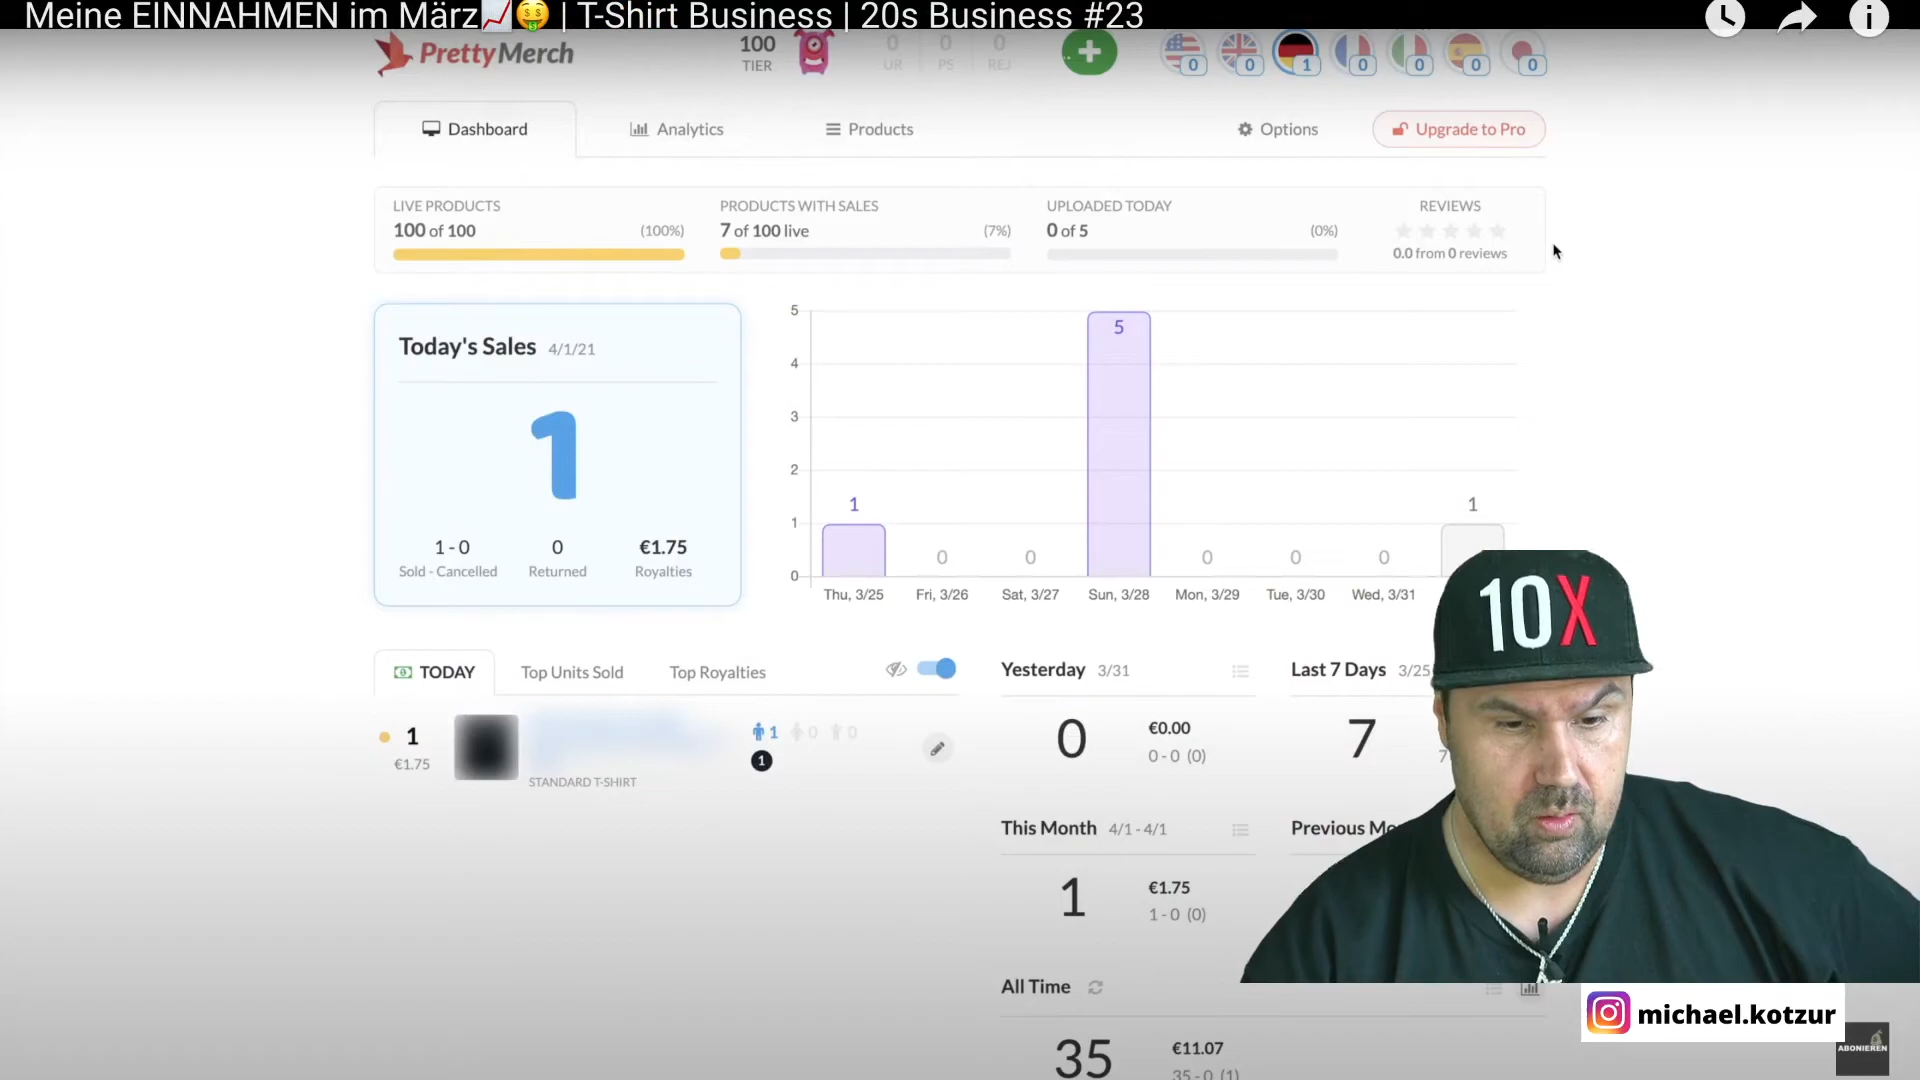 Meine EINNAHMEN im März📈🤑 | T-Shirt Business | 20s Business #23
PrettyMerch
100
TIER
0
UR
0
PS
0
REJ
0
0
1
0
0
0
0
Dashboard
Analytics
Products
Options
Upgrade to Pro
LIVE PRODUCTS
100 of 100 (100%)
PRODUCTS WITH SALES
7 of 100 live (7%)
UPLOADED TODAY
0 of 5 (0%)
REVIEWS
0.0 from 0 reviews
Today's Sales 4/1/21
1
1 - 0
Sold - Cancelled
0
Returned
€1.75
Royalties
5
4
3
2
1
0
1
0
0
5
0
0
0
1
Thu, 3/25
Fri, 3/26
Sat, 3/27
Sun, 3/28
Mon, 3/29
Tue, 3/30
Wed, 3/31
TODAY
Top Units Sold
Top Royalties
1
€1.75
STANDARD T-SHIRT
1
0
0
1
Yesterday 3/31
0
€0.00
0 - 0 (0)
Last 7 Days 3/25
7
7
This Month 4/1 - 4/1
1
€1.75
1 - 0 (0)
Previous
All Time
35
€11.07
35 - 0 (1)
10X
michael.kotzur
ABONIEREN